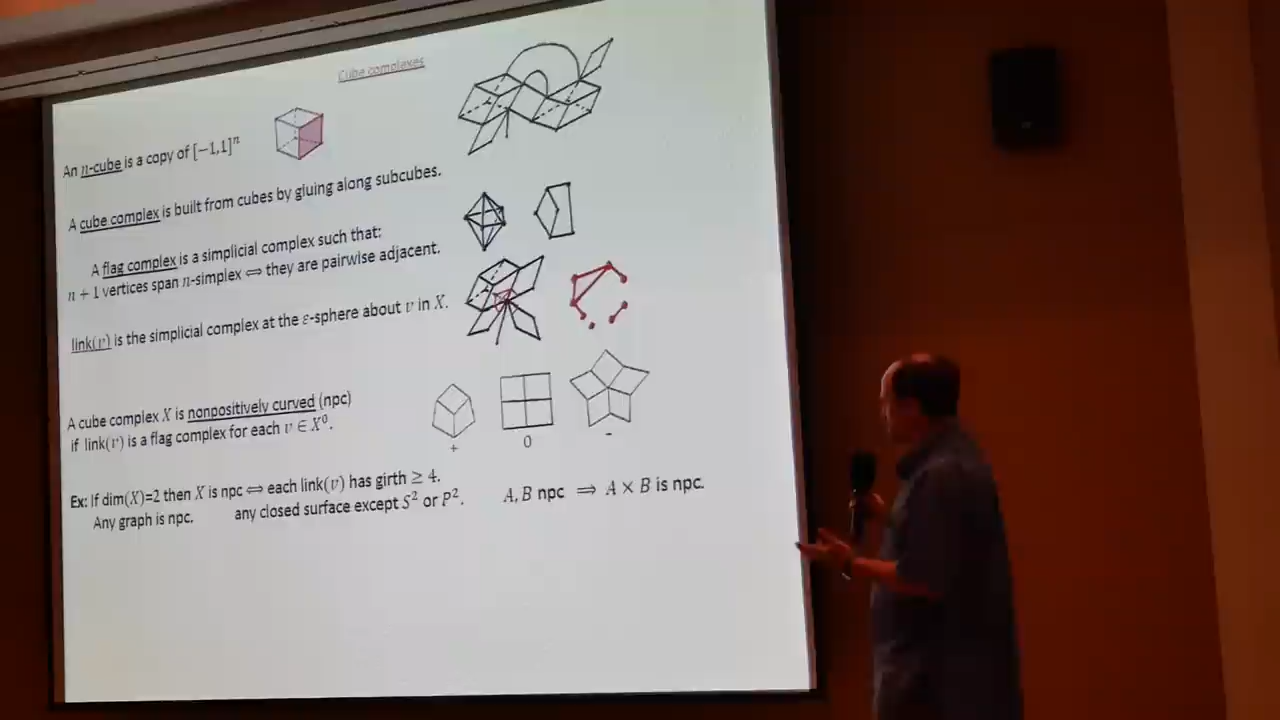 Cube complexes
An n-cube is a copy of [−1,1]ⁿ
A cube complex is built from cubes by gluing along subcubes.
A flag complex is a simplicial complex such that:
n + 1 vertices span n-simplex ⟺ they are pairwise adjacent.
link(v) is the simplicial complex at the ε-sphere about v in X.
A cube complex X is nonpositively curved (npc)
if link(v) is a flag complex for each v ∈ X⁰.
+ 0 -
Ex: If dim(X)=2 then X is npc ⟺ each link(v) has girth ≥ 4.
Any graph is npc. any closed surface except S² or P². A, B npc ⟹ A × B is npc.